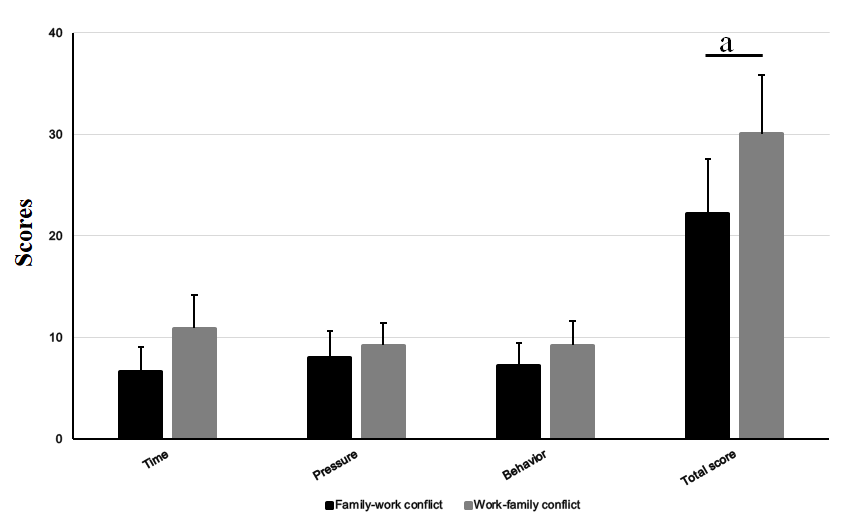 40
a
30
Scores
20
10
0
Time
Pressure
Behavior
Total score
Family-work conflict Work-family conflict